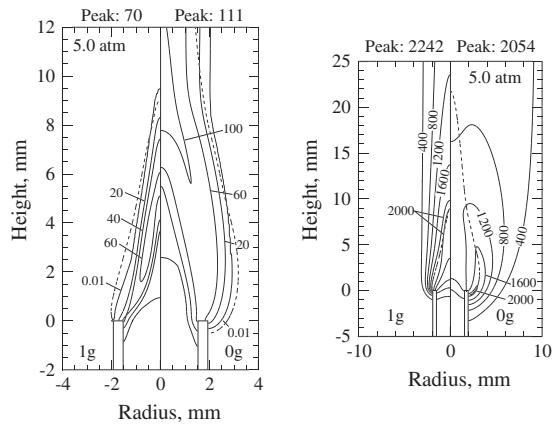 Peak: 70 Peak: 111
5.0 atm
12
10
8
6
4
2
0
-4 -2 0 2 4
Height, mm
Radius, mm
100
20
40
60
0.01
60
20
0.01
1g 0g
Peak: 2242 Peak: 2054
5.0 atm
25
20
15
10
5
0
-5
-10 0 10
Height, mm
Radius, mm
400
800
1200
1600
2000
1200
800
400
1600
2000
1g 0g